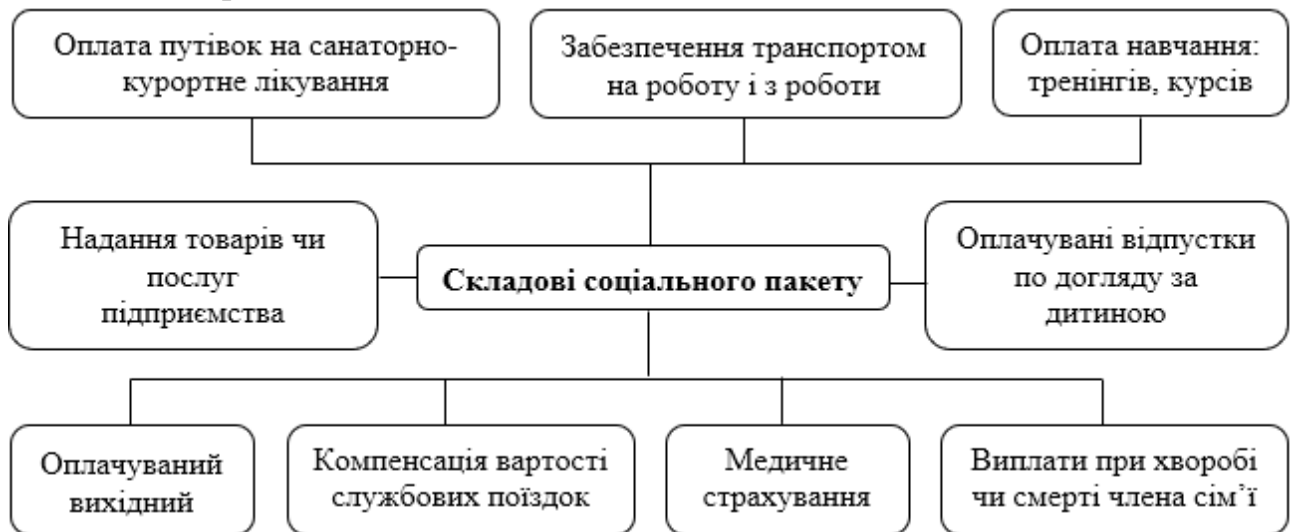 Оплата путівок на санаторно-
курортне лікування
Забезпечення транспортом
на роботу і з роботи
Оплата навчання:
тренінгів, курсів
Надання товарів чи
послуг
підприємства
Складові соціального пакету
Оплачувані відпустки
по догляду за
дитиною
Оплачуваний
вихідний
Компенсація вартості
службових поїздок
Медичне
страхування
Виплати при хворобі
чи смерті члена сім’ї